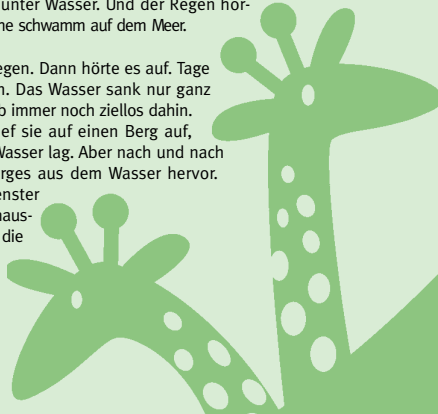 unter Wasser. Und der Regen hör-
me schwamm auf dem Meer.
egen. Dann hörte es auf. Tage
n. Das Wasser sank nur ganz
b immer noch ziellos dahin.
ef sie auf einen Berg auf,
Wasser lag. Aber nach und nach
rges aus dem Wasser hervor.
enster
naus-
die